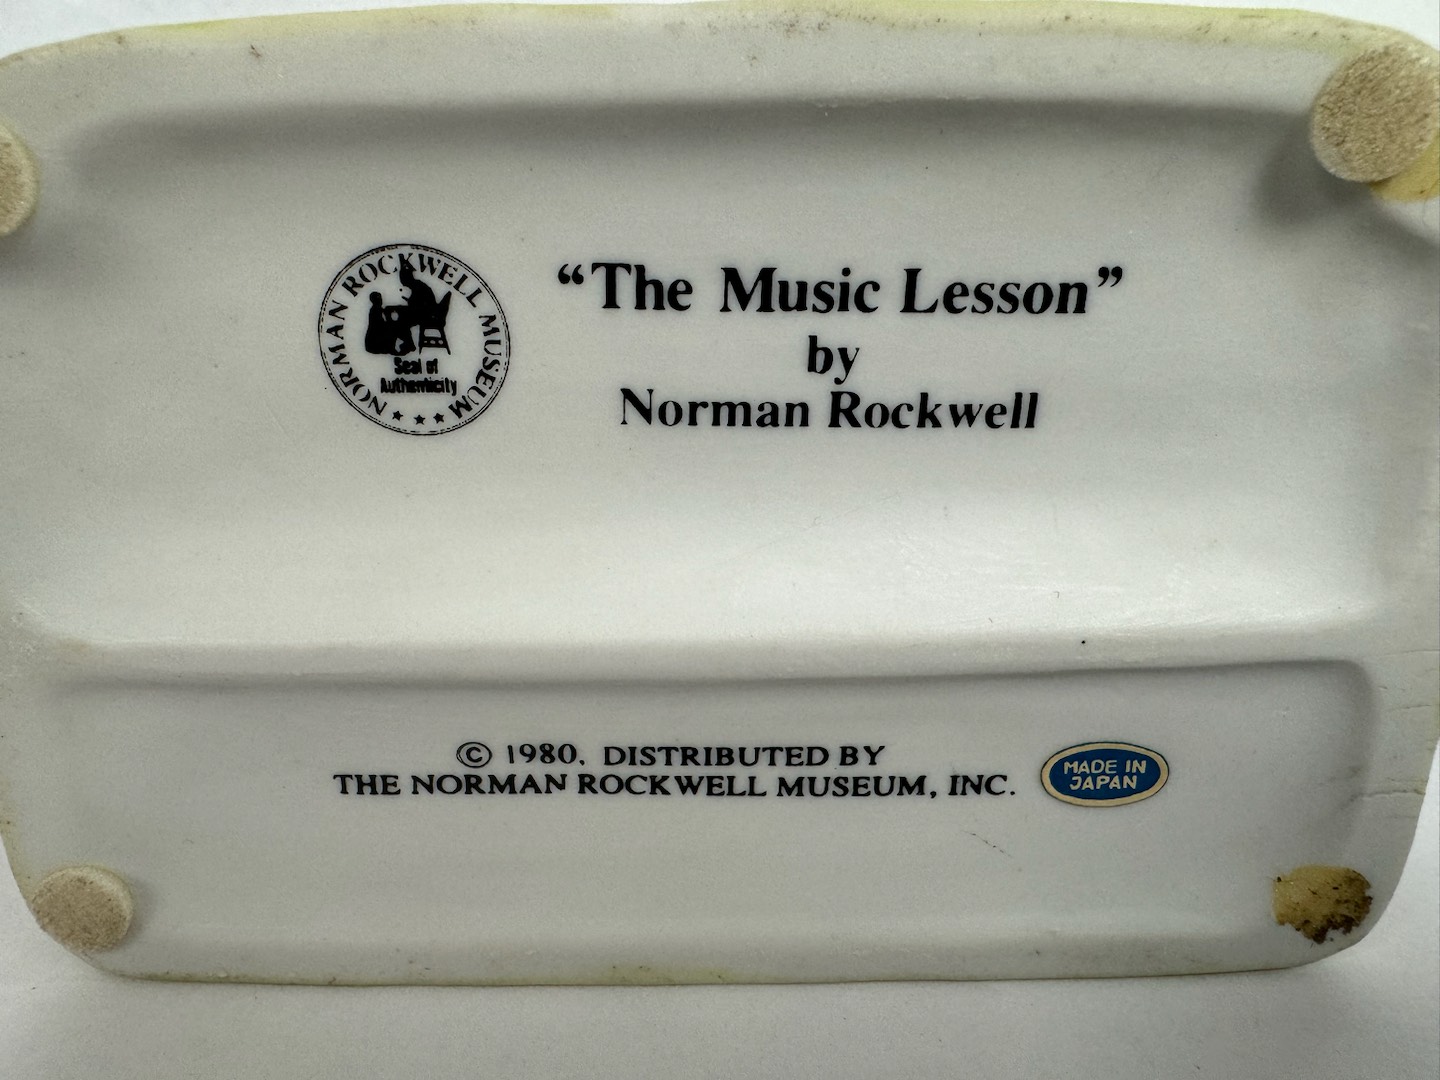 NORMAN ROCKWELL MUSEUM
Seal of
Authenticity
★ ★ ★
“The Music Lesson”
by
Norman Rockwell
© 1980. DISTRIBUTED BY
THE NORMAN ROCKWELL MUSEUM, INC.
MADE IN
JAPAN